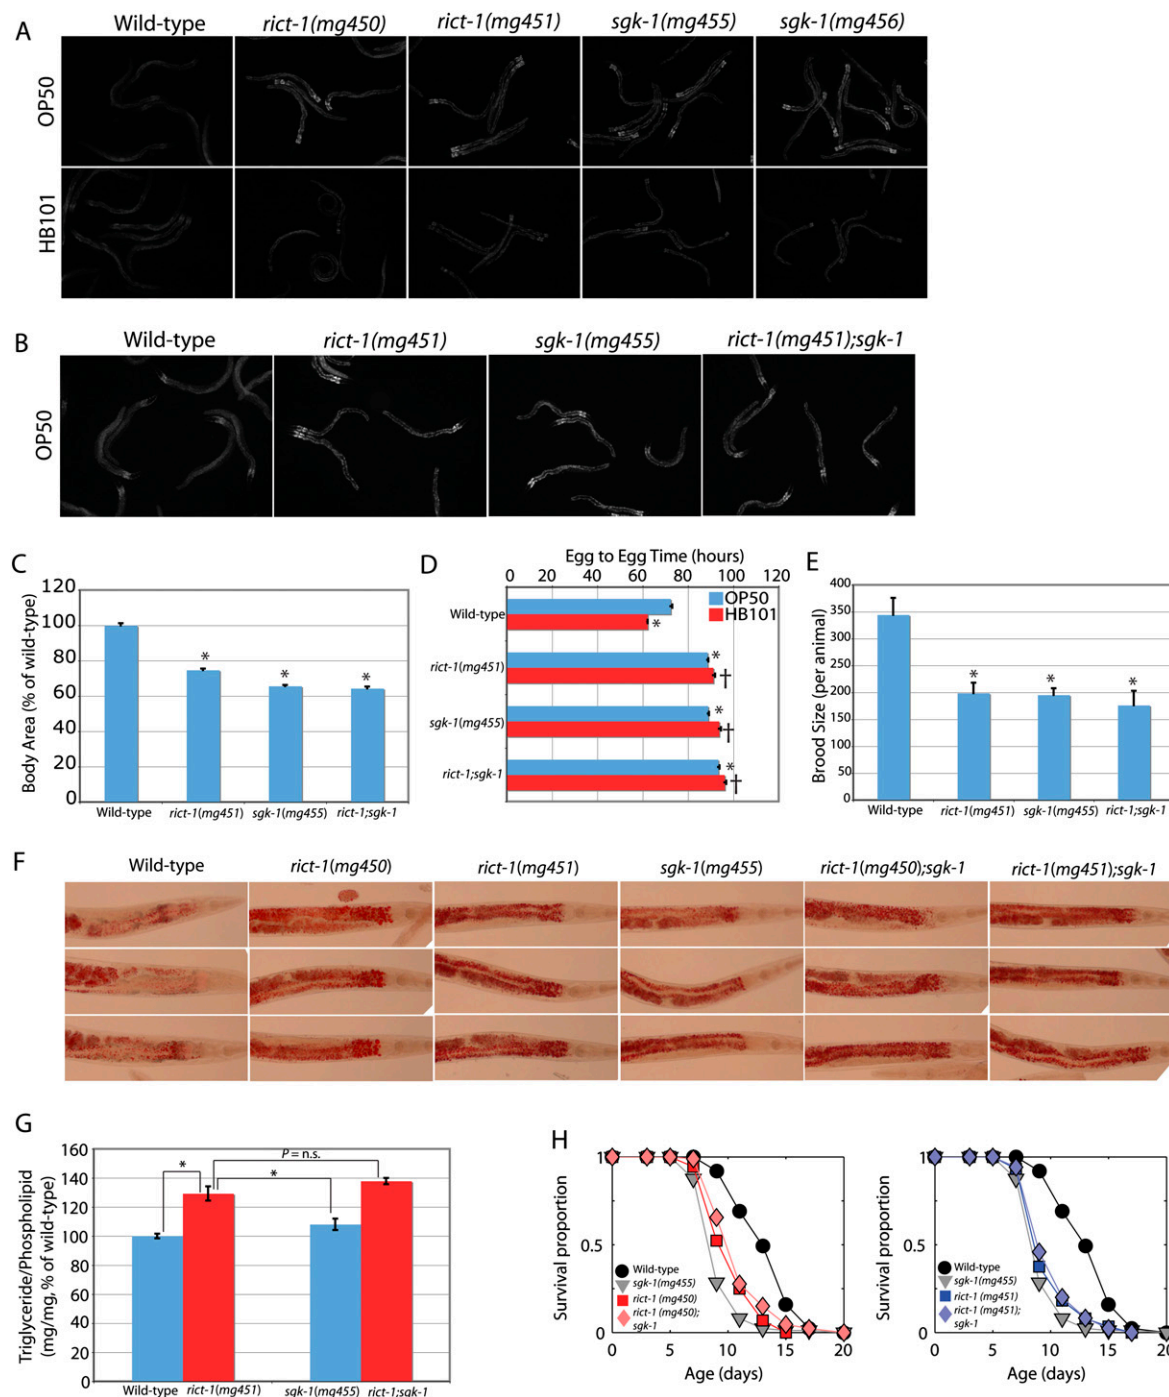 A
Wild-type
rict-1(mg450)
rict-1(mg451)
sgk-1(mg455)
sgk-1(mg456)
OP50
HB101
B
Wild-type
rict-1(mg451)
sgk-1(mg455)
rict-1(mg451);sgk-1
OP50
C
Body Area (% of wild-type)
120
100
80
60
40
20
0
Wild-type
rict-1(mg451)
sgk-1(mg455)
rict-1;sgk-1
*
*
*
D
Egg to Egg Time (hours)
0 20 40 60 80 100 120
OP50
HB101
Wild-type
*
rict-1(mg451)
*
†
sgk-1(mg455)
*
†
rict-1;sgk-1
*
†
E
Brood Size (per animal)
400
350
300
250
200
150
100
50
0
*
*
*
Wild-type
rict-1(mg451)
sgk-1(mg455)
rict-1;sgk-1
F
Wild-type
rict-1(mg450)
rict-1(mg451)
sgk-1(mg455)
rict-1(mg450);sgk-1
rict-1(mg451);sgk-1
G
Triglyceride/Phospholipid
(mg/mg, % of wild-type)
160
140
120
100
80
60
40
20
0
P = n.s.
*
*
Wild-type
rict-1(mg451)
sgk-1(mg455)
rict-1;sgk-1
H
Survival proportion
1
0.5
0
Wild-type
sgk-1(mg455)
rict-1(mg450)
rict-1(mg450);
sgk-1
0 5 10 15 20
Age (days)
Survival proportion
1
0.5
0
Wild-type
sgk-1(mg455)
rict-1(mg451)
rict-1(mg451);
sgk-1
0 5 10 15 20
Age (days)